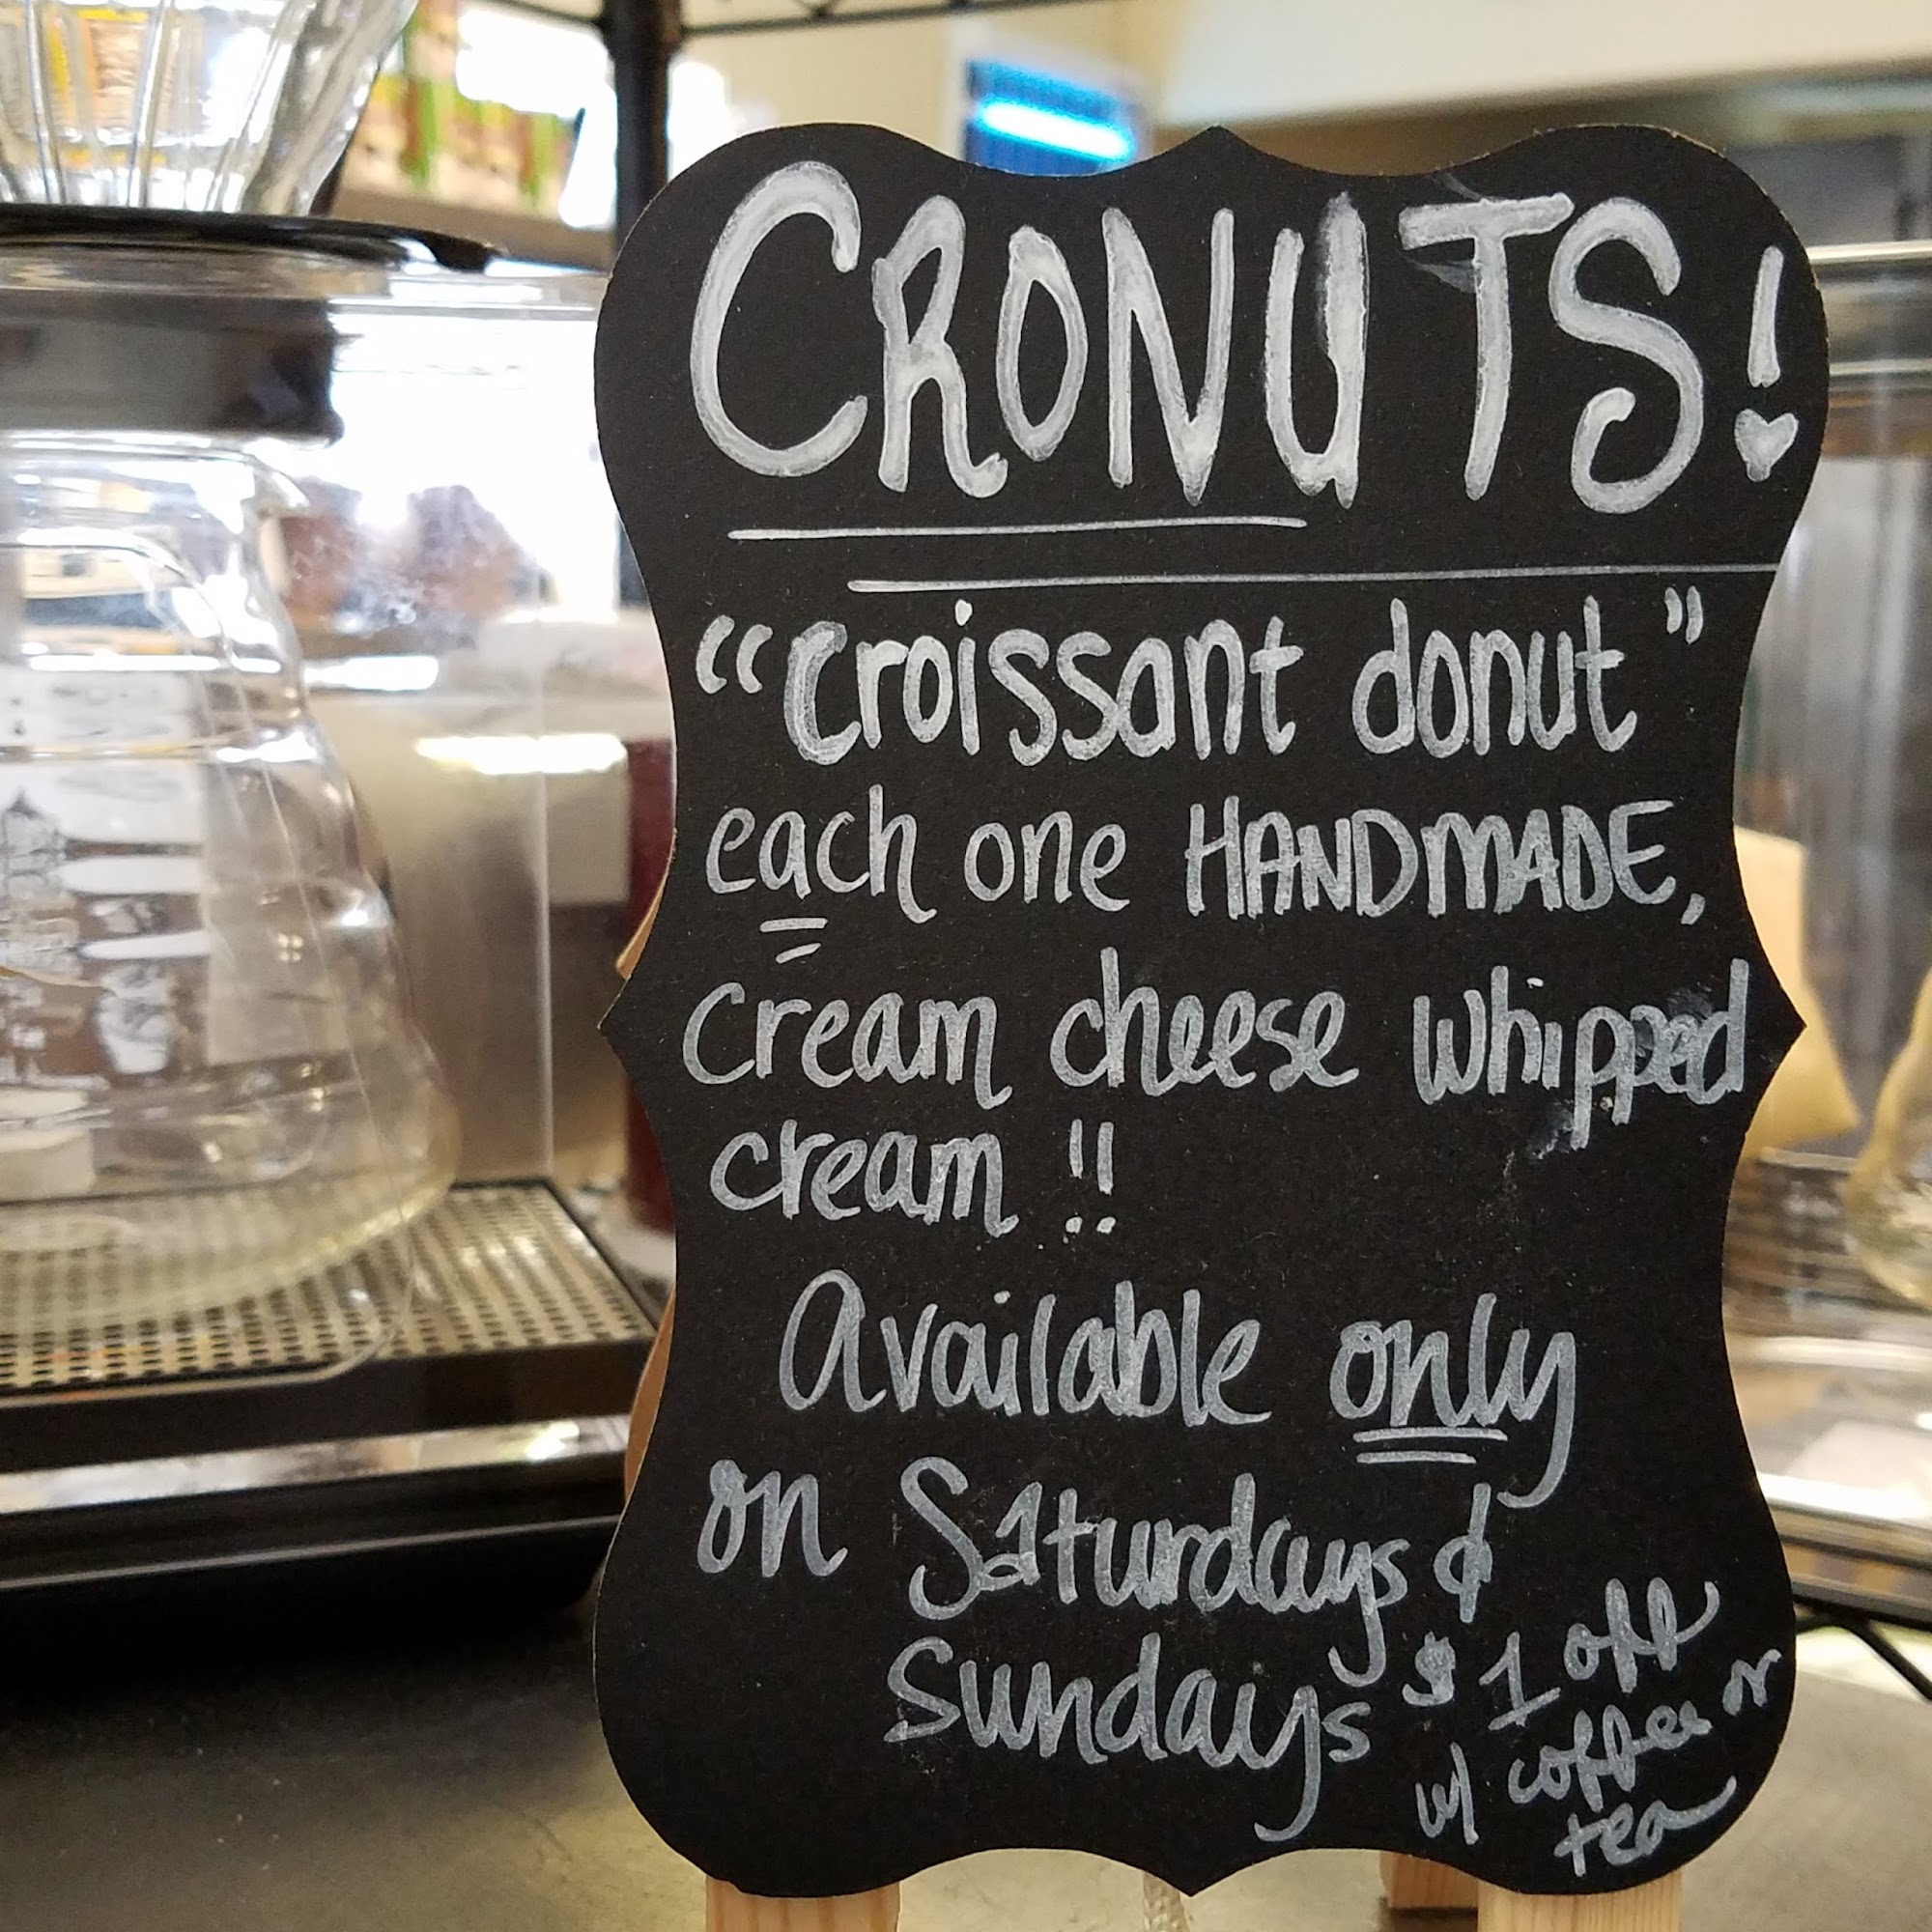 CRONUTS!
"croissant donut"
each one HANDMADE,
cream cheese whipped
cream !!
Available only
on Saturdays &
Sundays
$1 off
w/ coffee or
tea